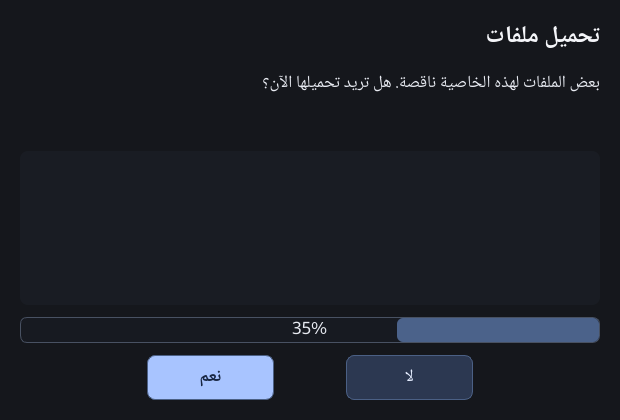 تحميل ملفات
بعض الملفات لهذه الخاصية ناقصة. هل تريد تحميلها الآن؟
35%
لا
نعم